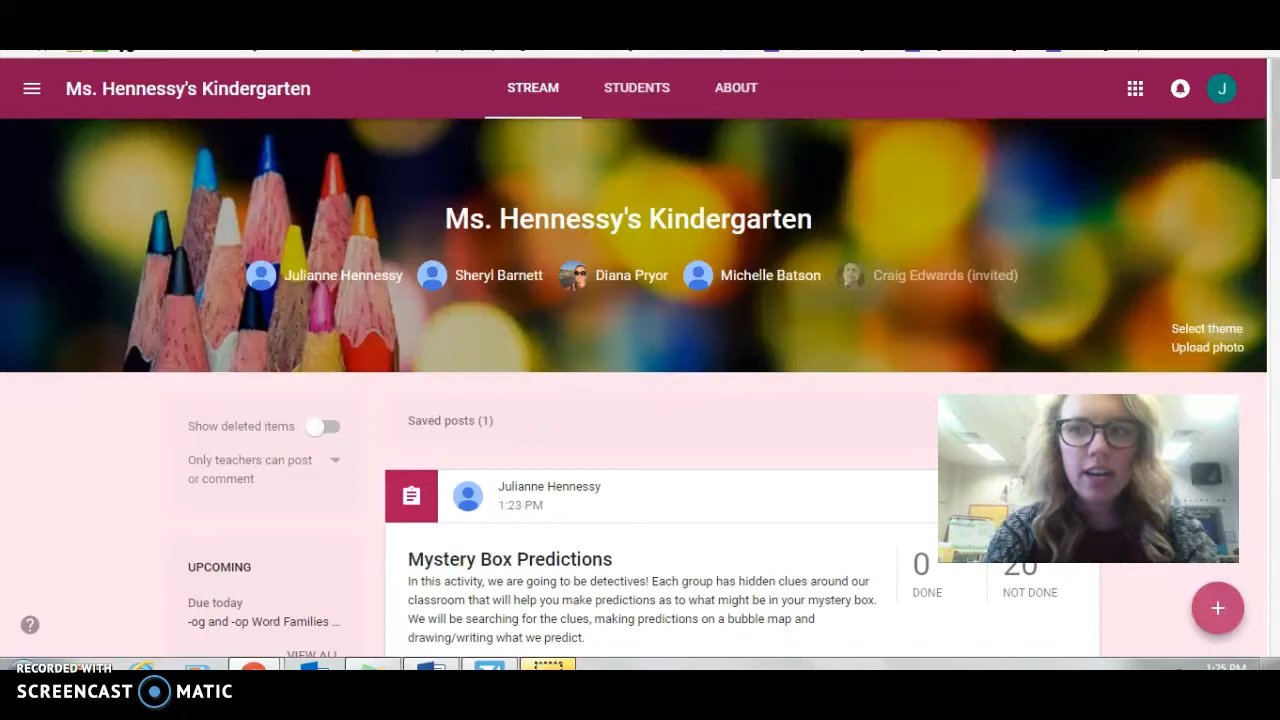 Ms. Hennessy's Kindergarten
STREAM
STUDENTS
ABOUT
J
Ms. Hennessy's Kindergarten
Julianne Hennessy
Sheryl Barnett
Diana Pryor
Michelle Batson
Craig Edwards (invited)
Select theme
Upload photo
Show deleted items
Only teachers can post
or comment
Saved posts (1)
Julianne Hennessy
1:23 PM
UPCOMING
Due today
-og and -op Word Families ...
VIEW ALL
Mystery Box Predictions
In this activity, we are going to be detectives! Each group has hidden clues around our
classroom that will help you make predictions as to what might be in your mystery box.
We will be searching for the clues, making predictions on a bubble map and
drawing/writing what we predict.
0
DONE
20
NOT DONE
+
?
1:25 PM
RECORDED WITH
SCREENCAST MATIC